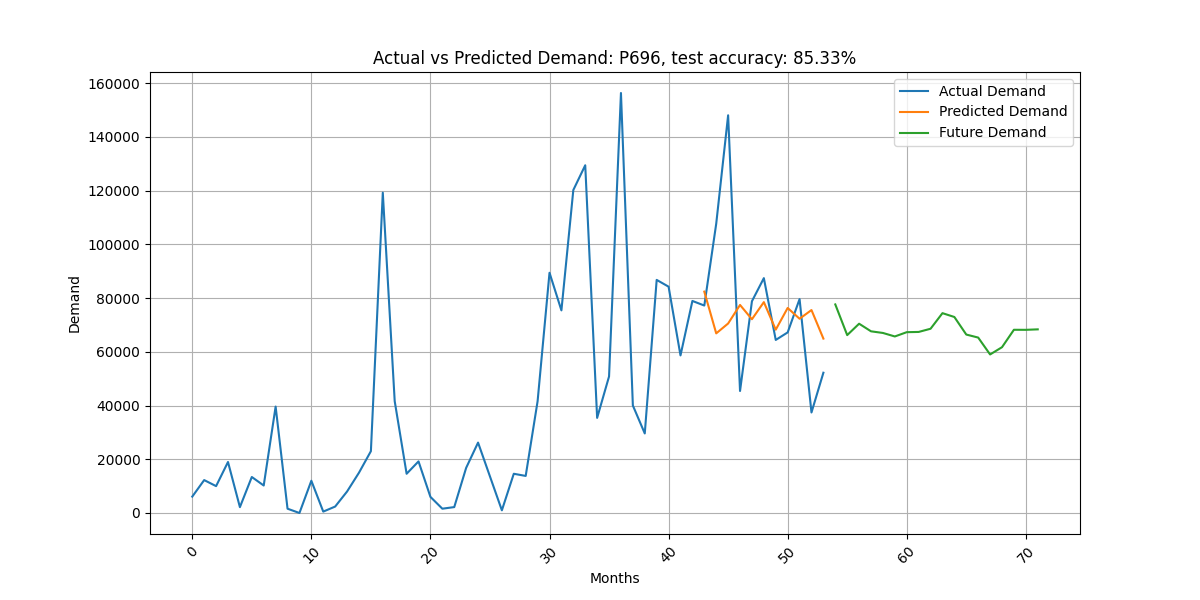 Actual vs Predicted Demand: P696, test accuracy: 85.33%
Actual Demand
Predicted Demand
Future Demand
160000
140000
120000
100000
80000
60000
40000
20000
0
Demand
0 10 20 30 40 50 60 70
Months